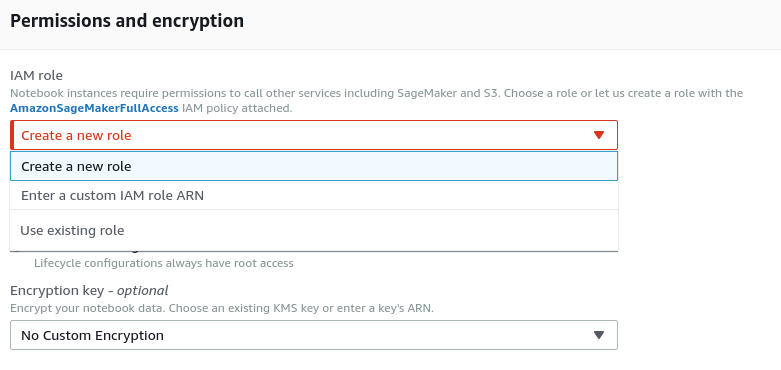 Permissions and encryption
IAM role
Notebook instances require permissions to call other services including SageMaker and S3. Choose a role or let us create a role with the
AmazonSageMakerFullAccess IAM policy attached.
Create a new role
Create a new role
Enter a custom IAM role ARN
Use existing role
Lifecycle configurations always have root access
Encryption key - optional
Encrypt your notebook data. Choose an existing KMS key or enter a key's ARN.
No Custom Encryption